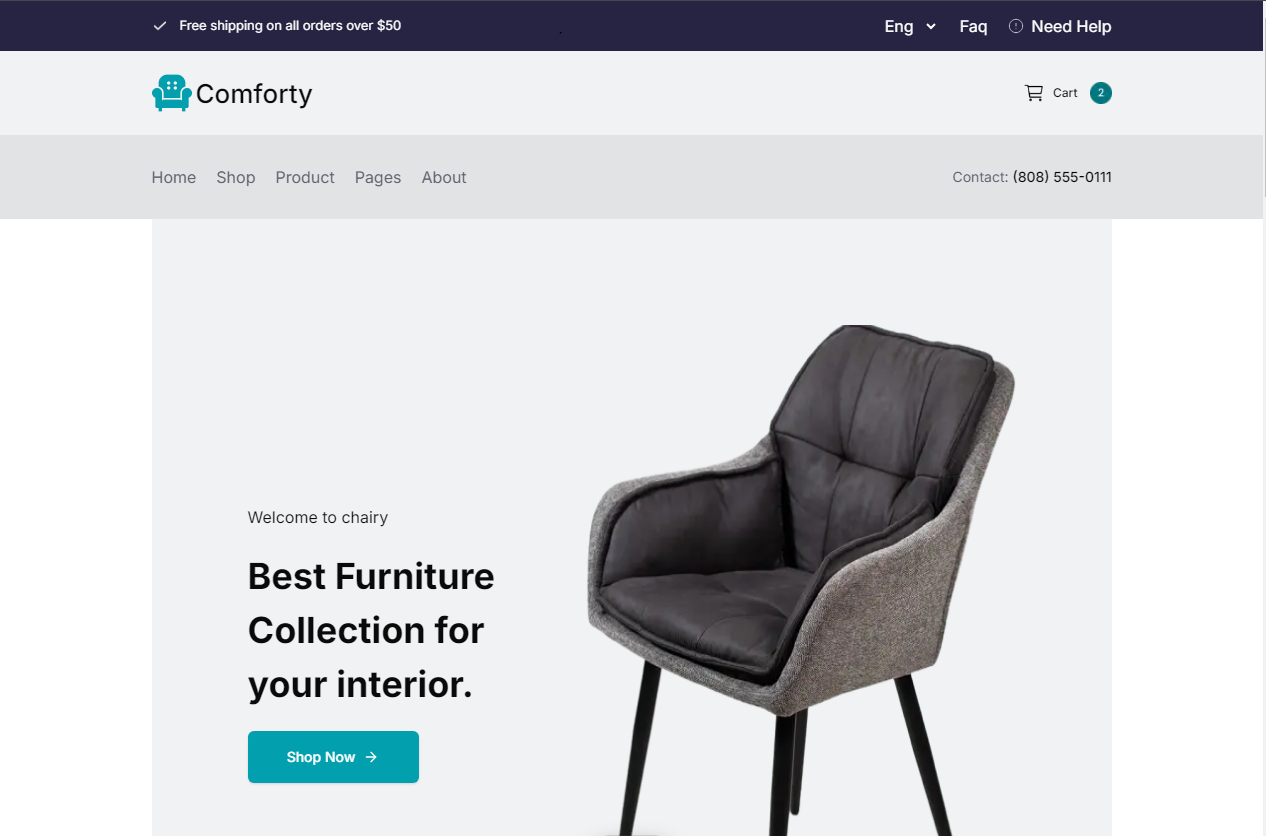 Free shipping on all orders over $50
Eng
Faq
Need Help
Comforty
Cart
2
Home
Shop
Product
Pages
About
Contact: (808) 555-0111
Welcome to chairy
Best Furniture
Collection for
your interior.
Shop Now